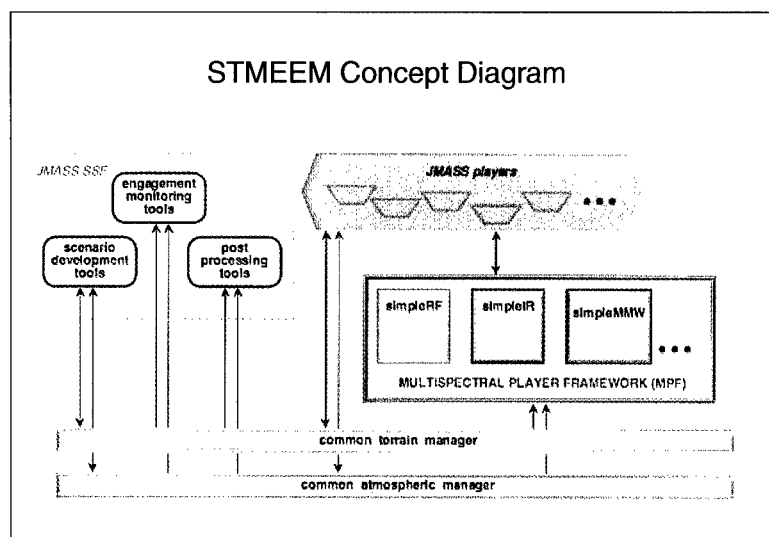 STMEEM Concept Diagram
JMASS SSF
engagement
monitoring
tools
scenario
development
tools
post
processing
tools
JMASS players
simpleRF
simpleIR
simpleMMW
MULTISPECTRAL PLAYER FRAMEWORK (MPF)
common terrain manager
common atmospheric manager